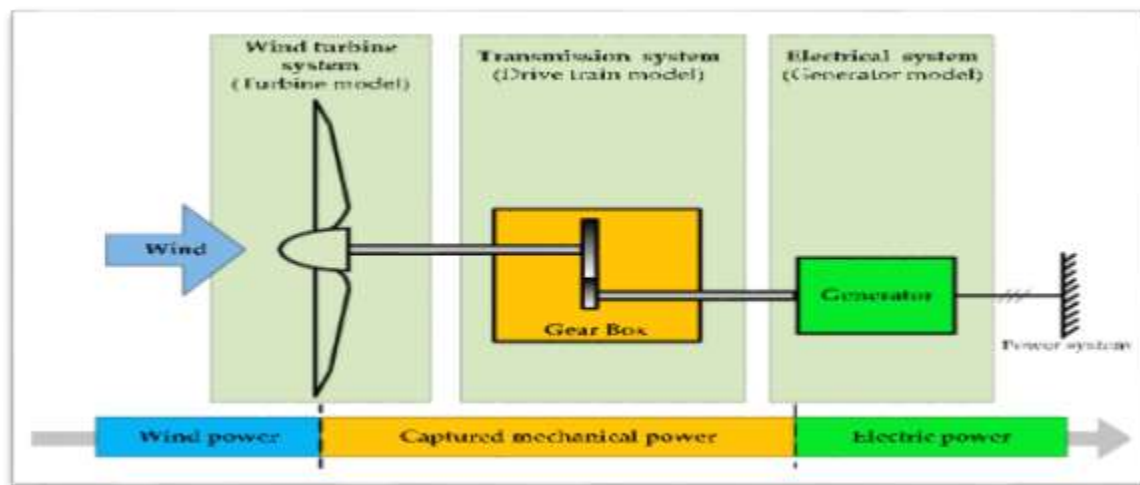 Wind turbine
system
(Turbine model)
Transmission system
(Drive train model)
Electrical system
(Generator model)
Wind
Gear Box
Generator
Power system
Wind power
Captured mechanical power
Electric power